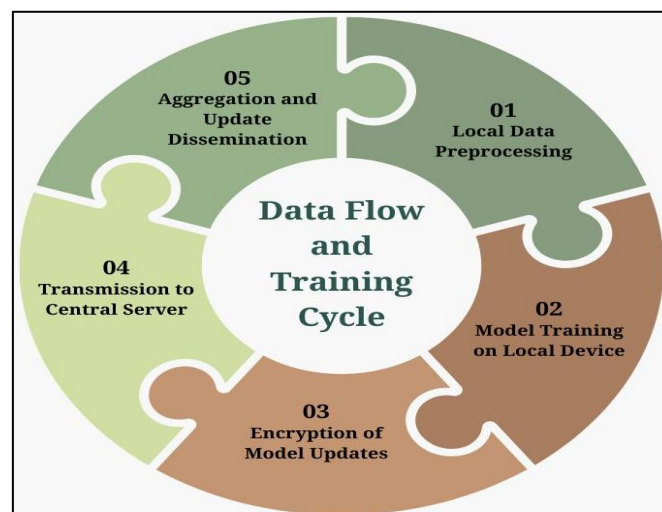 Data Flow
and
Training
Cycle
01
Local Data
Preprocessing
02
Model Training
on Local Device
03
Encryption of
Model Updates
04
Transmission to
Central Server
05
Aggregation and
Update
Dissemination